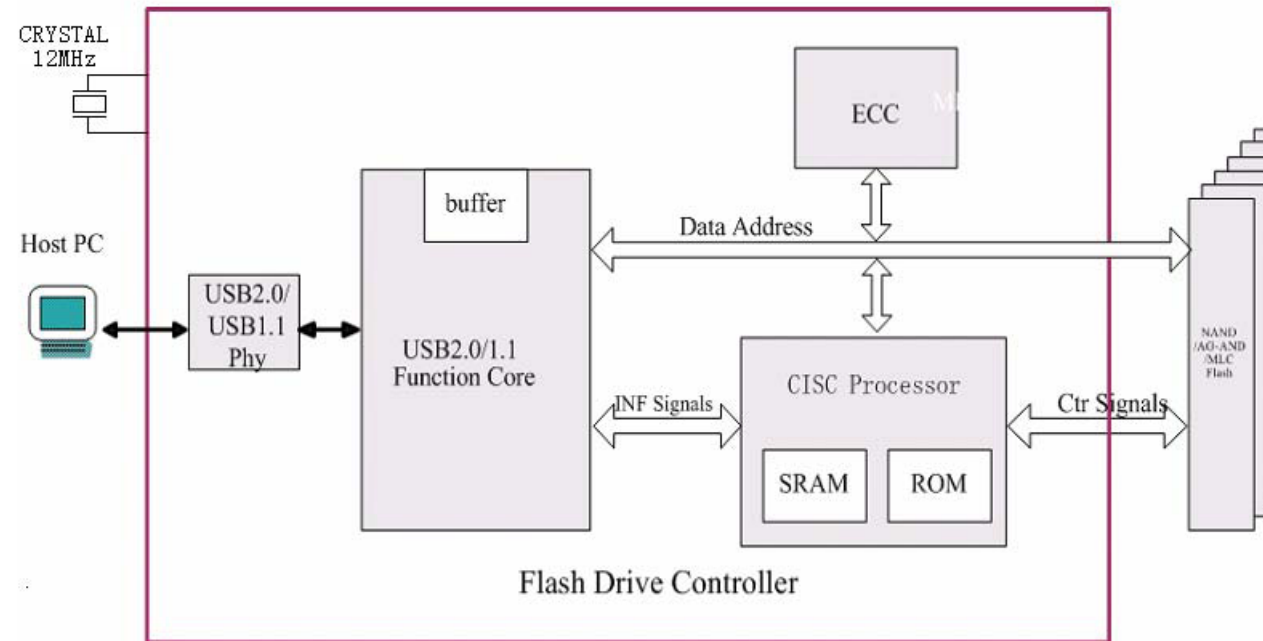 CRYSTAL
12MHz
ECC
buffer
Data Address
Host PC
USB2.0/
USB1.1
Phy
USB2.0/1.1
Function Core
NAND
/AG-AND
/MLC
Flash
CISC Processor
INF Signals
Ctr Signals
SRAM
ROM
Flash Drive Controller